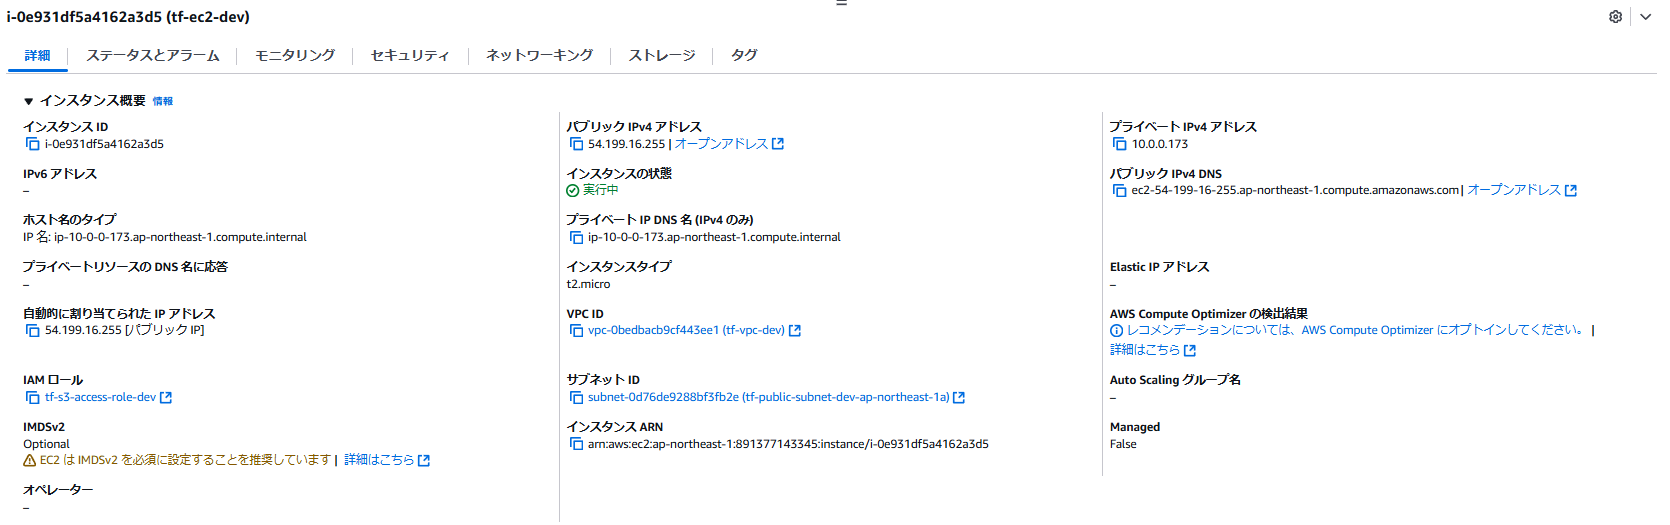 i-0e931df5a4162a3d5 (tf-ec2-dev)
詳細 ステータスとアラーム モニタリング セキュリティ ネットワーキング ストレージ タグ
▼ インスタンス概要 情報
インスタンス ID
i-0e931df5a4162a3d5
パブリック IPv4 アドレス
54.199.16.255 | オープンアドレス
プライベート IPv4 アドレス
10.0.0.173
IPv6 アドレス
–
インスタンスの状態
実行中
パブリック IPv4 DNS
ec2-54-199-16-255.ap-northeast-1.compute.amazonaws.com | オープンアドレス
ホスト名のタイプ
IP 名: ip-10-0-0-173.ap-northeast-1.compute.internal
プライベート IP DNS 名 (IPv4 のみ)
ip-10-0-0-173.ap-northeast-1.compute.internal
プライベートリソースの DNS 名に応答
–
インスタンスタイプ
t2.micro
Elastic IP アドレス
–
自動的に割り当てられた IP アドレス
54.199.16.255 [パブリック IP]
VPC ID
vpc-0bedbacb9cf443ee1 (tf-vpc-dev)
AWS Compute Optimizer の検出結果
レコメンデーションについては、AWS Compute Optimizer にオプトインしてください。 |
詳細はこちら
IAM ロール
tf-s3-access-role-dev
サブネット ID
subnet-0d76de9288bf3fb2e (tf-public-subnet-dev-ap-northeast-1a)
Auto Scaling グループ名
–
IMDSv2
Optional
EC2 は IMDSv2 を必須に設定することを推奨しています | 詳細はこちら
インスタンス ARN
arn:aws:ec2:ap-northeast-1:891377143345:instance/i-0e931df5a4162a3d5
Managed
False
オペレーター
–